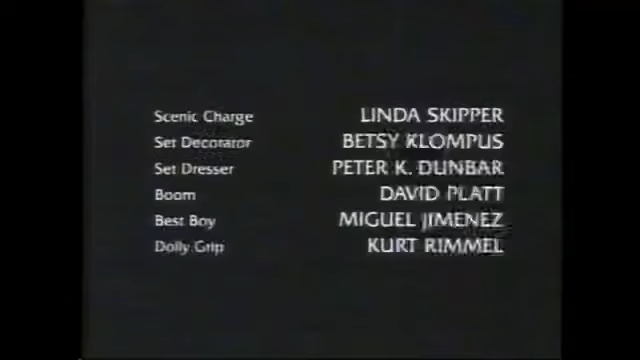 Scenic Charge LINDA SKIPPER
Set Decorator BETSY KLOMPUS
Set Dresser PETER K. DUNBAR
Boom DAVID PLATT
Best Boy MIGUEL JIMENEZ
Dolly Grip KURT RIMMEL